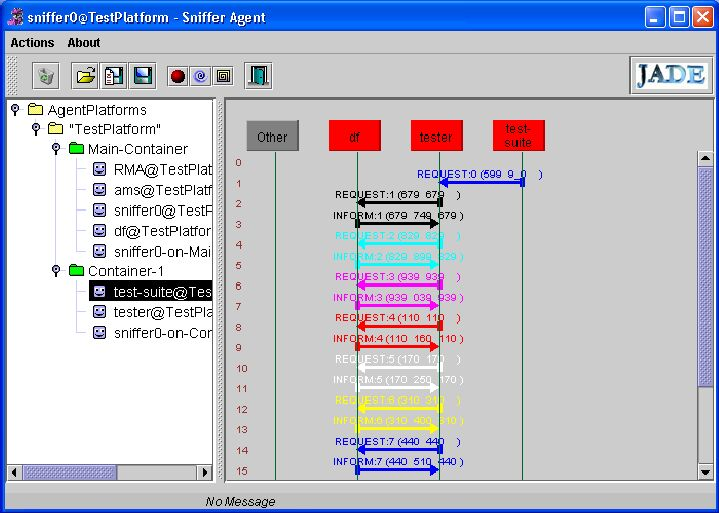 sniffer0@TestPlatform - Sniffer Agent
Actions About
JADE
AgentPlatforms
"TestPlatform"
Main-Container
RMA@TestPlat
ams@TestPlatf
sniffer0@TestP
df@TestPlatfor
sniffer0-on-Mai
Container-1
test-suite@Tes
tester@TestPla
sniffer0-on-Con
Other df tester test-suite
0
REQUEST:0 (599 9 0 )
1
REQUEST:1 (679 679 )
2
INFORM:1 (679 749 679 )
3
REQUEST:2 (829 829 )
4
INFORM:2 (829 899 829 )
5
REQUEST:3 (939 939 )
6
INFORM:3 (939 039 939 )
7
REQUEST:4 (110 110 )
8
INFORM:4 (110 160 110 )
9
REQUEST:5 (170 170 )
10
INFORM:5 (170 250 170 )
11
REQUEST:6 (310 310 )
12
INFORM:6 (310 400 310 )
13
REQUEST:7 (440 440 )
14
INFORM:7 (440 510 440 )
15
No Message